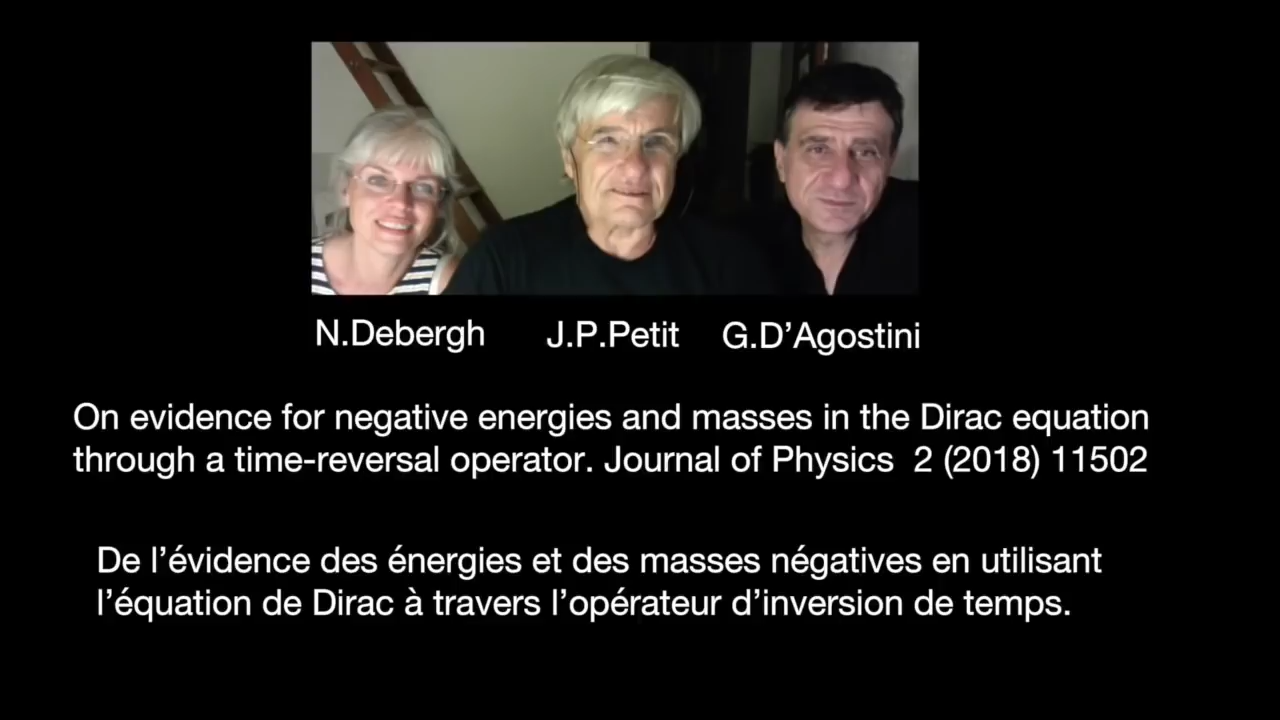 N.Debergh J.P.Petit G.D’Agostini
On evidence for negative energies and masses in the Dirac equation
through a time-reversal operator. Journal of Physics 2 (2018) 11502
De l’évidence des énergies et des masses négatives en utilisant
l’équation de Dirac à travers l’opérateur d’inversion de temps.